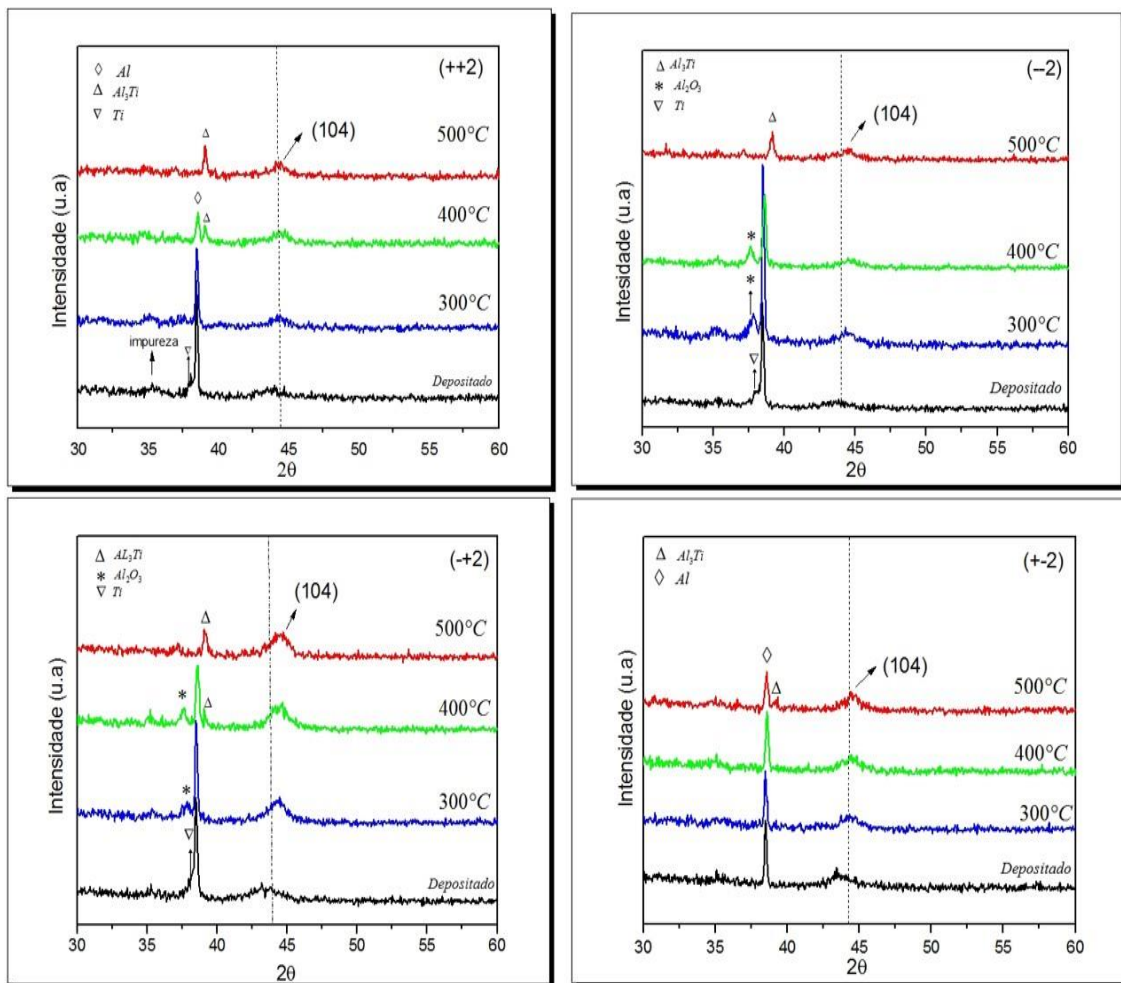 (++2)
◊ Al
Δ Al₃Ti
∇ Ti
Δ
(104)
500°C
◊
Δ
400°C
300°C
impureza
∇
Depositado
Intensidade (u.a)
30 35 40 45 50 55 60
2θ
(--2)
Δ Al₃Ti
* Al₂O₃
∇ Ti
Δ
(104)
500°C
*
400°C
*
300°C
∇
Depositado
Intesidade (u.a)
30 35 40 45 50 55 60
2θ
(-+2)
Δ AL₃Ti
* Al₂O₃
∇ Ti
Δ
(104)
500°C
*
Δ
400°C
*
300°C
∇
Depositado
Intensidade (u.a)
30 35 40 45 50 55 60
2θ
(+-2)
Δ Al₃Ti
◊ Al
◊
Δ
(104)
500°C
400°C
300°C
Depositado
Intensidade (u.a)
30 35 40 45 50 55 60
2θ